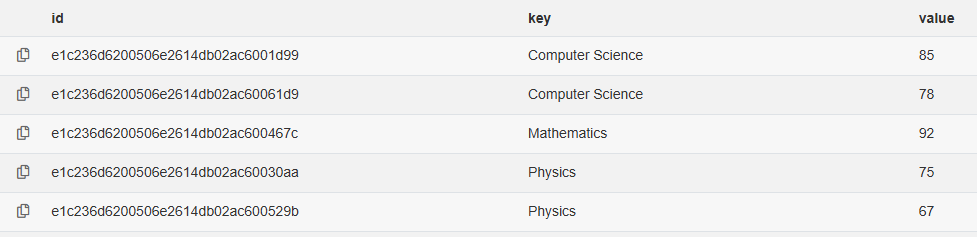 id key value
e1c236d6200506e2614db02ac6001d99 Computer Science 85
e1c236d6200506e2614db02ac60061d9 Computer Science 78
e1c236d6200506e2614db02ac600467c Mathematics 92
e1c236d6200506e2614db02ac60030aa Physics 75
e1c236d6200506e2614db02ac600529b Physics 67